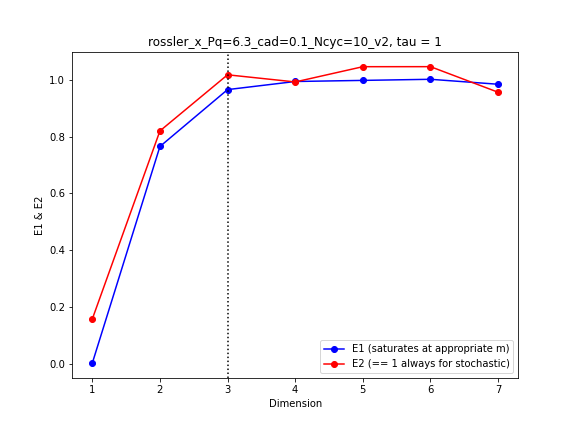 rossler_x_Pq=6.3_cad=0.1_Ncyc=10_v2, tau = 1
E1 & E2
1.0
0.8
0.6
0.4
0.2
0.0
E1 (saturates at appropriate m)
E2 (== 1 always for stochastic)
1 2 3 4 5 6 7
Dimension